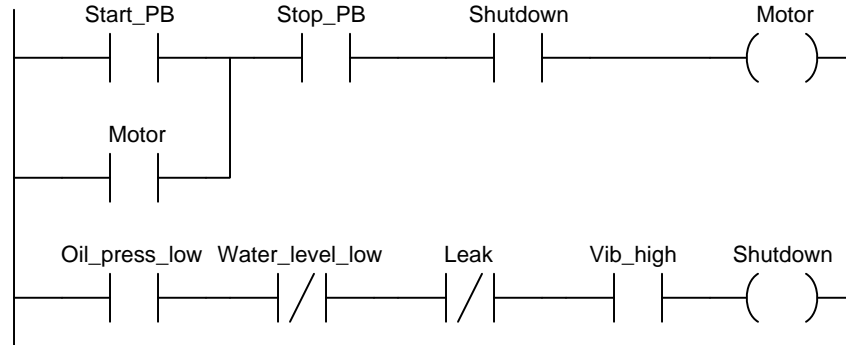 Start_PB Stop_PB Shutdown Motor
Motor
Oil_press_low Water_level_low Leak Vib_high Shutdown